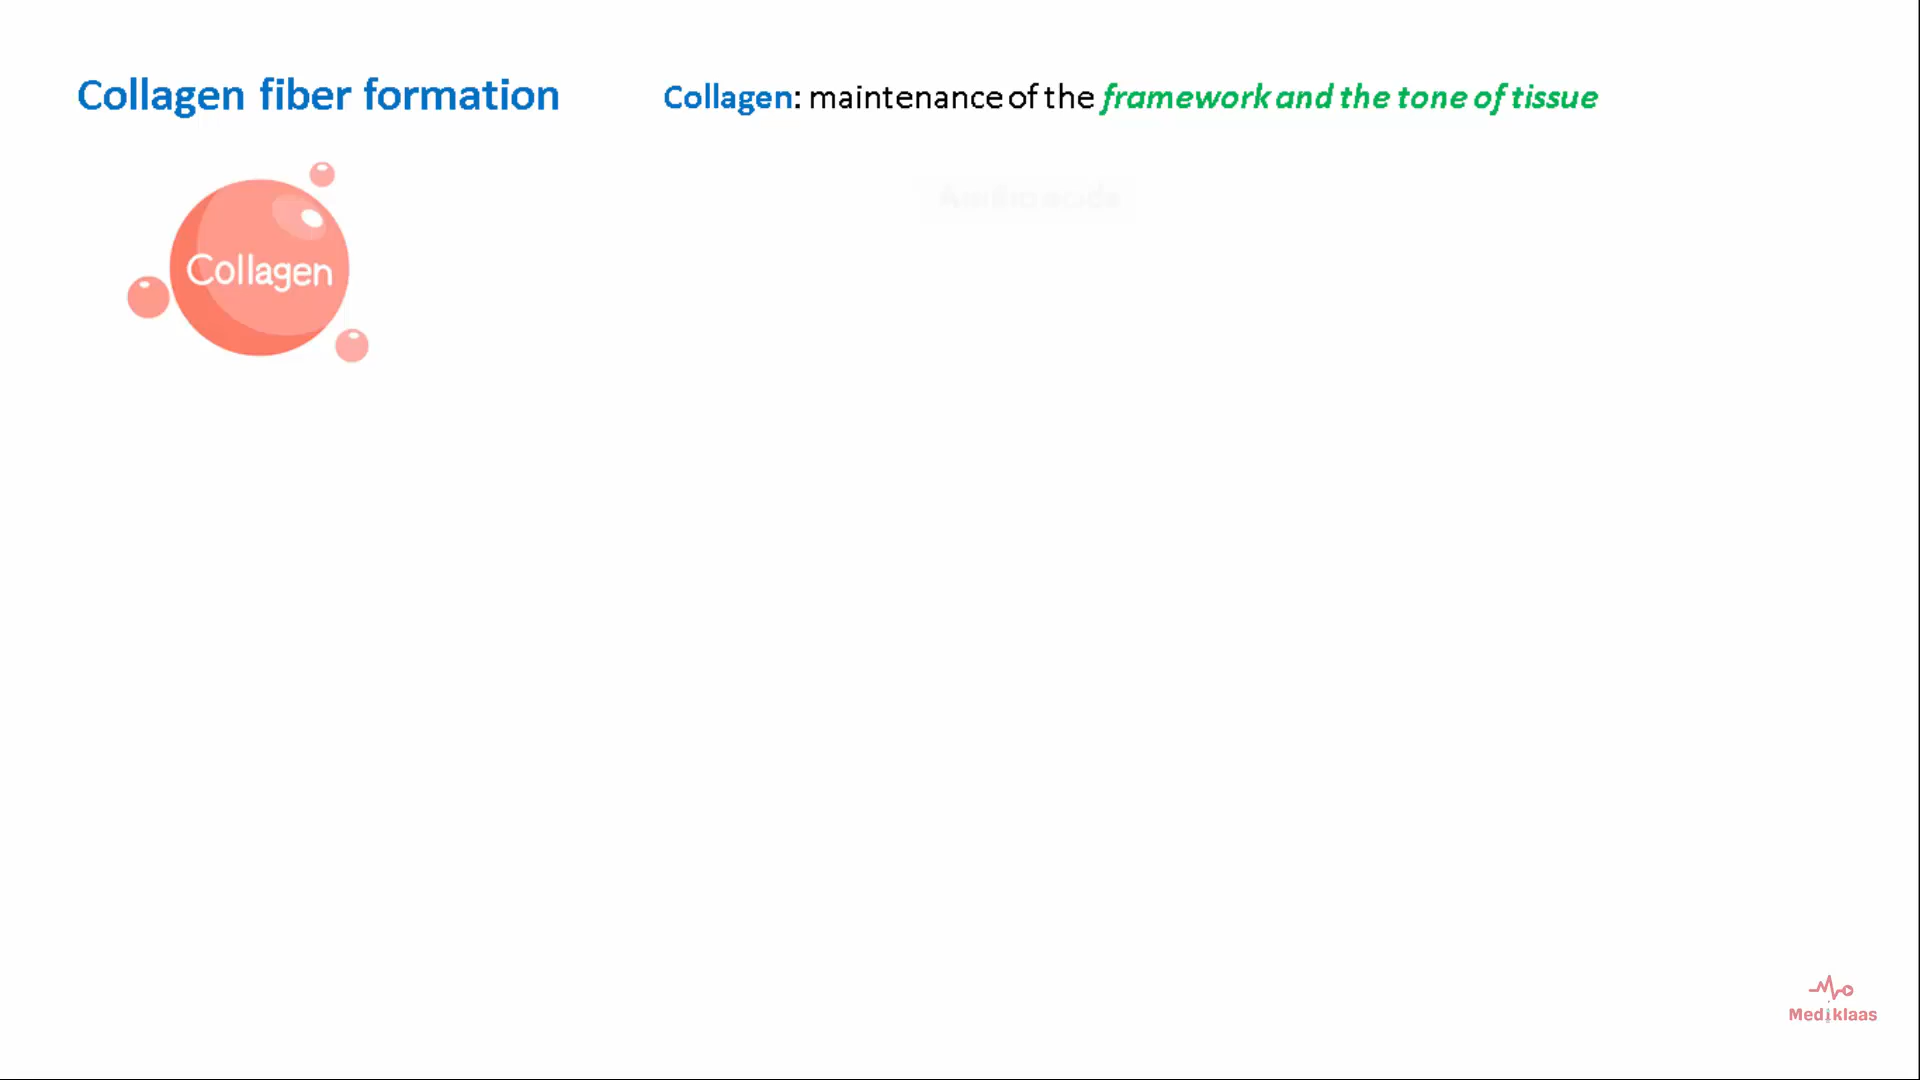 Collagen fiber formation
Collagen: maintenance of the framework and the tone of tissue
Collagen
Mediklaas